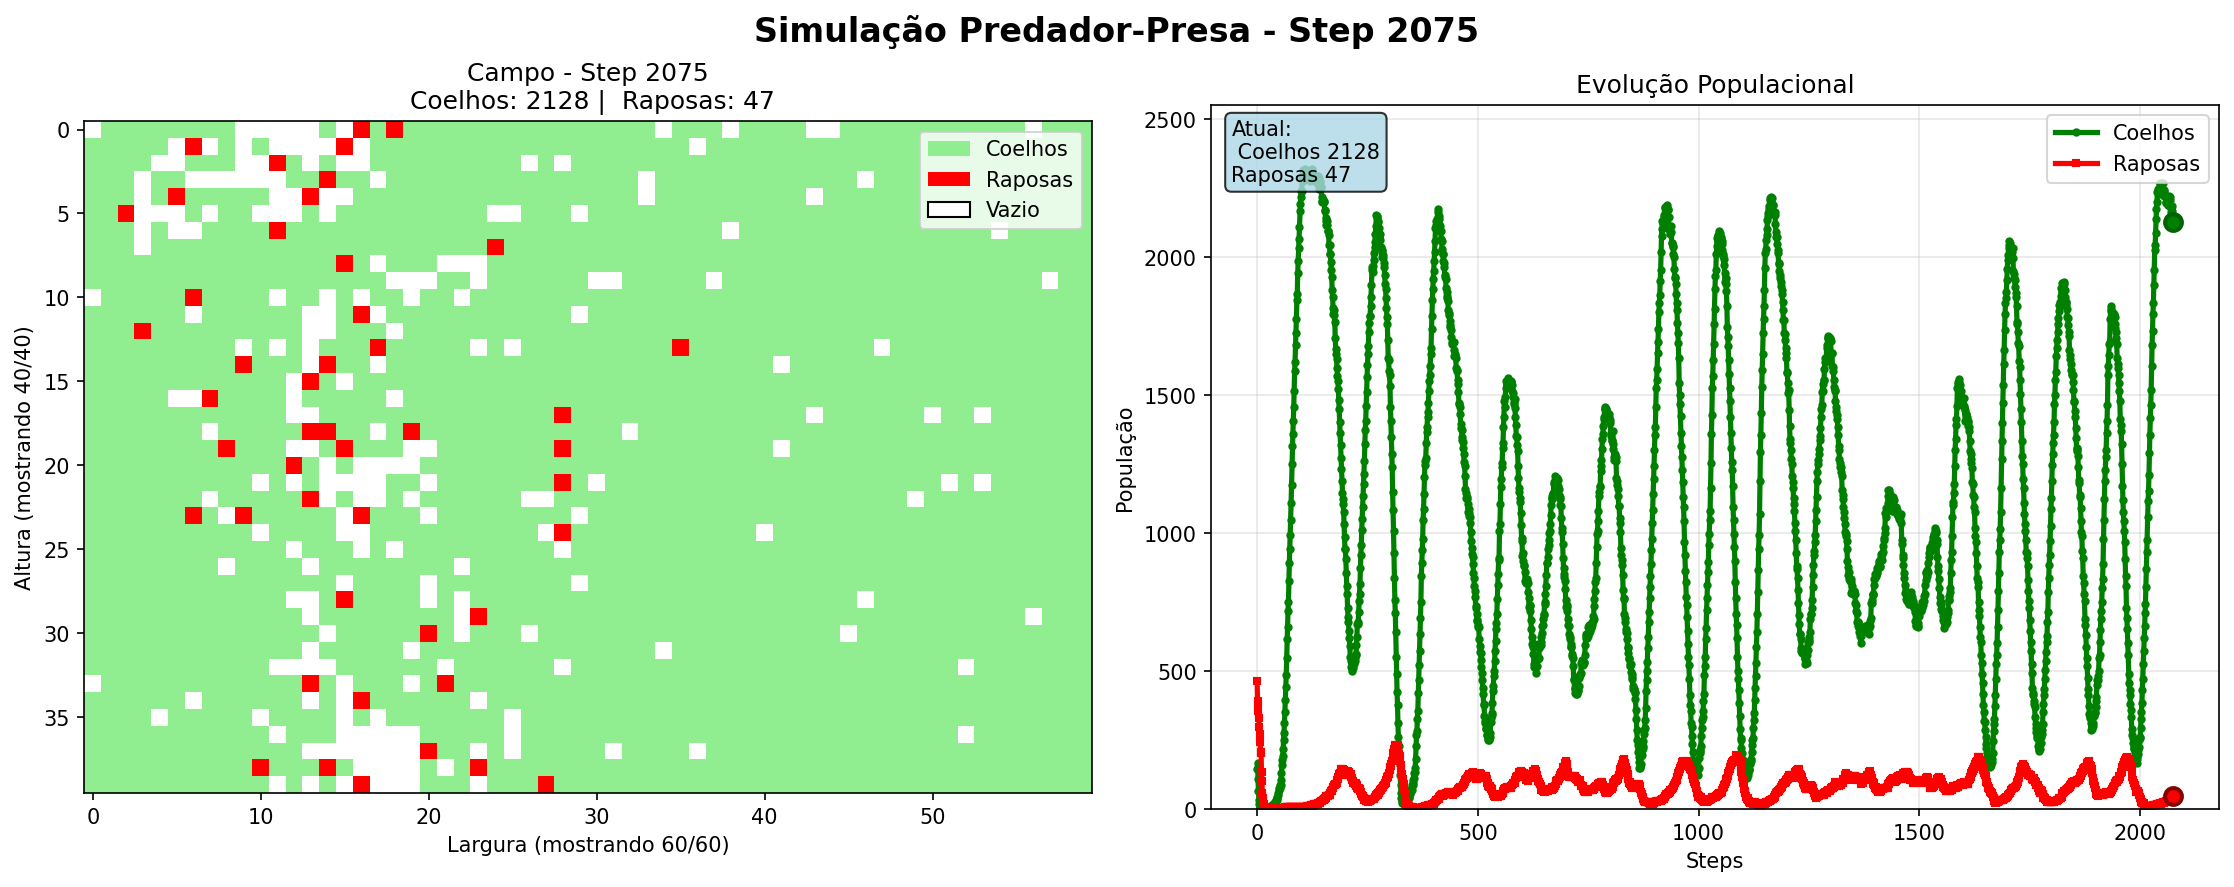 Simulação Predador-Presa - Step 2075
Campo - Step 2075
Coelhos: 2128 |  Raposas: 47
Coelhos
Raposas
Vazio
0
5
10
15
20
25
30
35
Altura (mostrando 40/40)
0
10
20
30
40
50
Largura (mostrando 60/60)
Evolução Populacional
Atual:
Coelhos 2128
Raposas 47
Coelhos
Raposas
2500
2000
1500
1000
500
0
População
0
500
1000
1500
2000
Steps